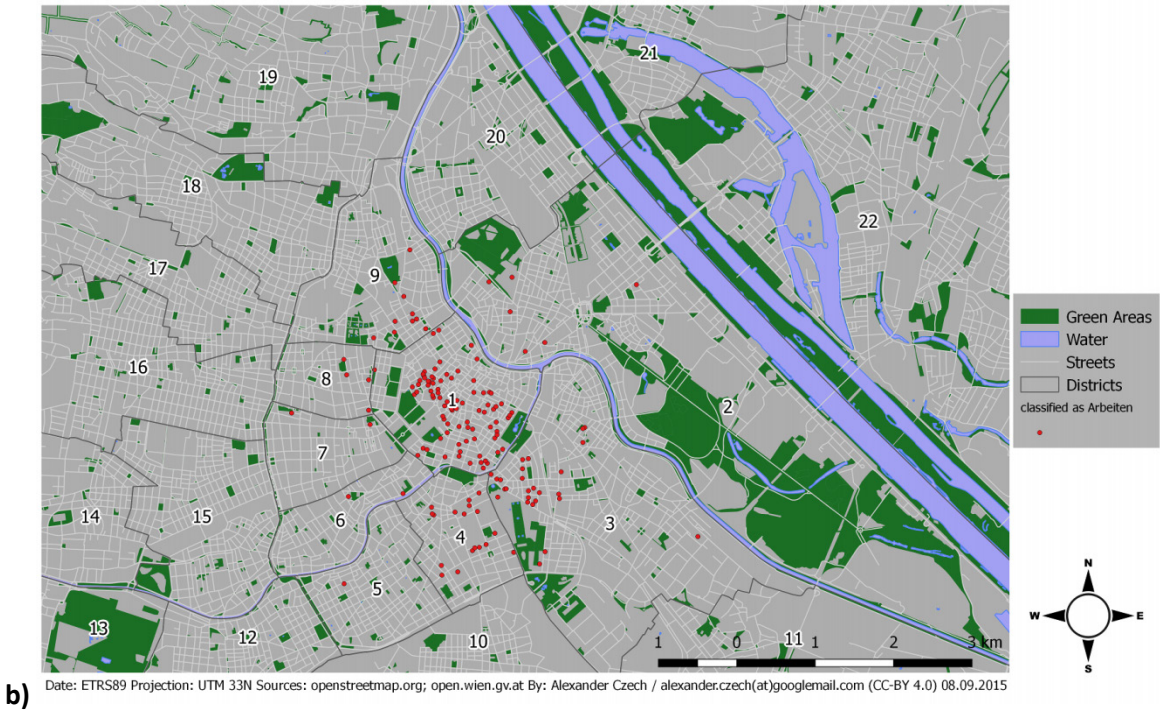 19
21
20
18
22
17
9
16
8
1
2
7
14
15
6
3
4
5
13
12
10
11
1 0 1 2 3 km
Green Areas
Water
Streets
Districts
classified as Arbeiten
N
W E
S
b)
Date: ETRS89 Projection: UTM 33N Sources: openstreetmap.org; open.wien.gv.at By: Alexander Czech / alexander.czech(at)googlemail.com (CC-BY 4.0) 08.09.2015